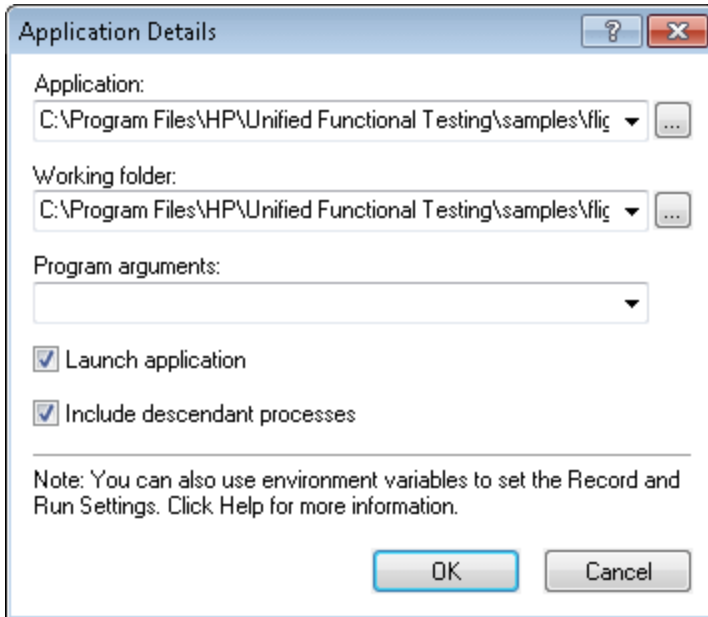 Application Details
Application:
C:\Program Files\HP\Unified Functional Testing\samples\flig
...
Working folder:
C:\Program Files\HP\Unified Functional Testing\samples\flig
...
Program arguments:
Launch application
Include descendant processes
Note: You can also use environment variables to set the Record and
Run Settings. Click Help for more information.
OK
Cancel